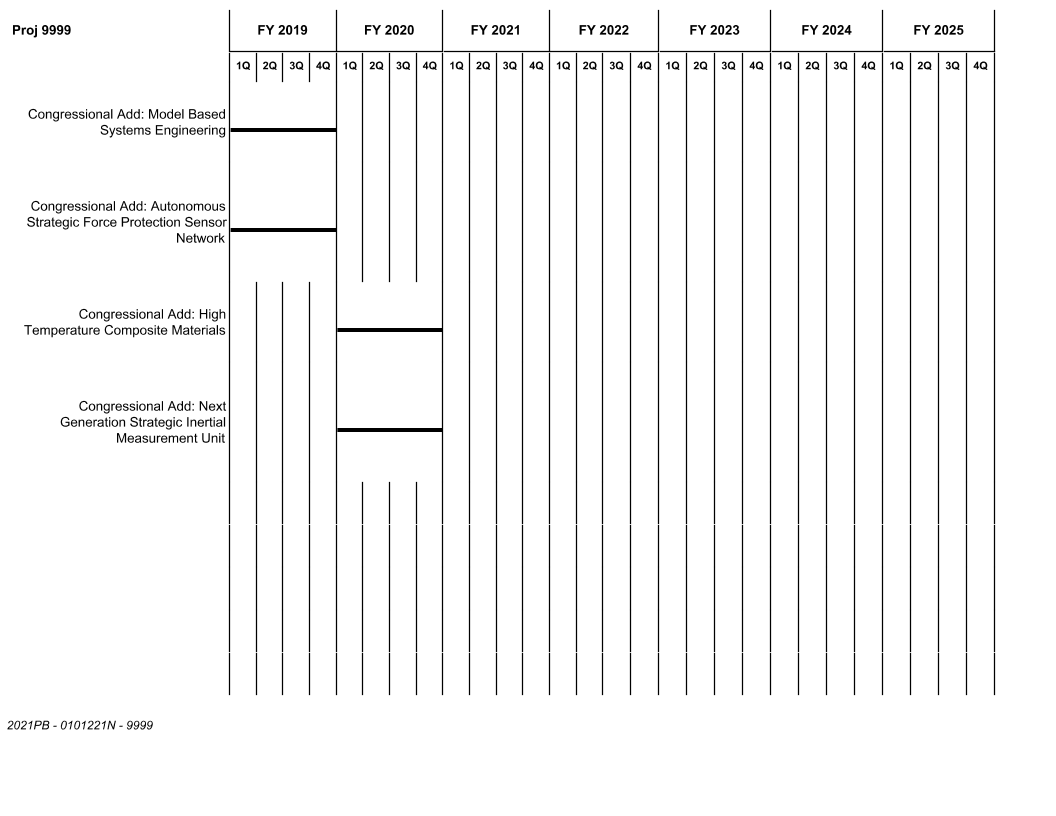 Proj 9999 FY 2019 FY 2020 FY 2021 FY 2022 FY 2023 FY 2024 FY 2025
1Q 2Q 3Q 4Q 1Q 2Q 3Q 4Q 1Q 2Q 3Q 4Q 1Q 2Q 3Q 4Q 1Q 2Q 3Q 4Q 1Q 2Q 3Q 4Q 1Q 2Q 3Q 4Q
Congressional Add: Model Based
Systems Engineering
Congressional Add: Autonomous
Strategic Force Protection Sensor
Network
Congressional Add: High
Temperature Composite Materials
Congressional Add: Next
Generation Strategic Inertial
Measurement Unit
2021PB - 0101221N - 9999